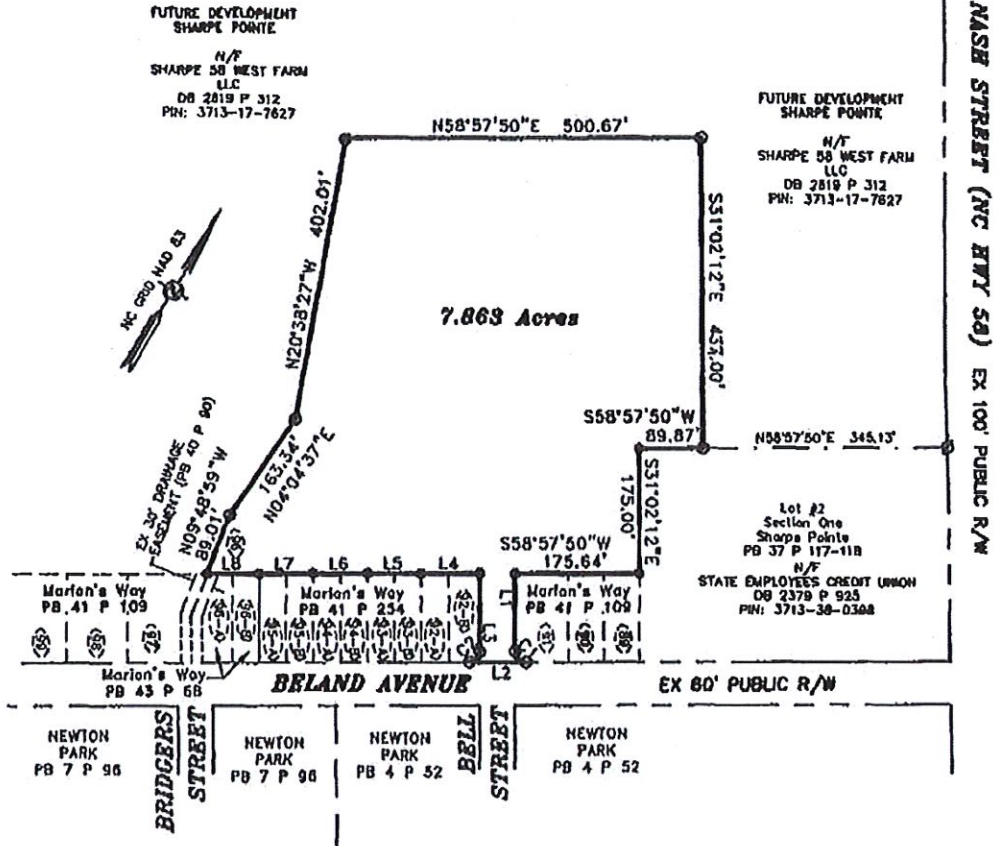 FUTURE DEVELOPMENT
SHARPE POINTE
N/F
SHARPE 58 WEST FARM
LLC
DB 2819 P 312
PIN: 3713-17-7627
FUTURE DEVELOPMENT
SHARPE POINTE
N/F
SHARPE 58 WEST FARM
LLC
DB 2819 P 312
PIN: 3713-17-7627
NASH STREET (NC HWY 58) EX 100' PUBLIC R/W
N58°57'50"E 500.67'
N20°38'27"W 402.01'
S31°02'12"E 437.00'
NC GRID NAD 83
7.863 Acres
S58°57'50"W
89.87'
N58°57'50"E 345.13'
163.34'
N04°04'37"E
N09°48'59"W
89.01'
EX 30' DRAINAGE
EASEMENT (PB 40 P 90)
S31°02'12"E
175.00'
S58°57'50"W
175.64'
Lot #2
Section One
Sharpe Pointe
PB 37 P 117-118
N/F
STATE EMPLOYEES CREDIT UNION
DB 2379 P 925
L8
L7
L6
L5
L4
L1
L3
L2
Marion's Way
PB 41 P 109
Marion's Way
PB 41 P 254
Marion's Way
PB 41 P 109
Marion's Way
PB 43 P 68
BELAND AVENUE
EX 60' PUBLIC R/W
NEWTON
PARK
PB 7 P 96
BRIDGERS
STREET
NEWTON
PARK
PB 7 P 96
NEWTON
PARK
PB 4 P 52
BELL
STREET
NEWTON
PARK
PB 4 P 52